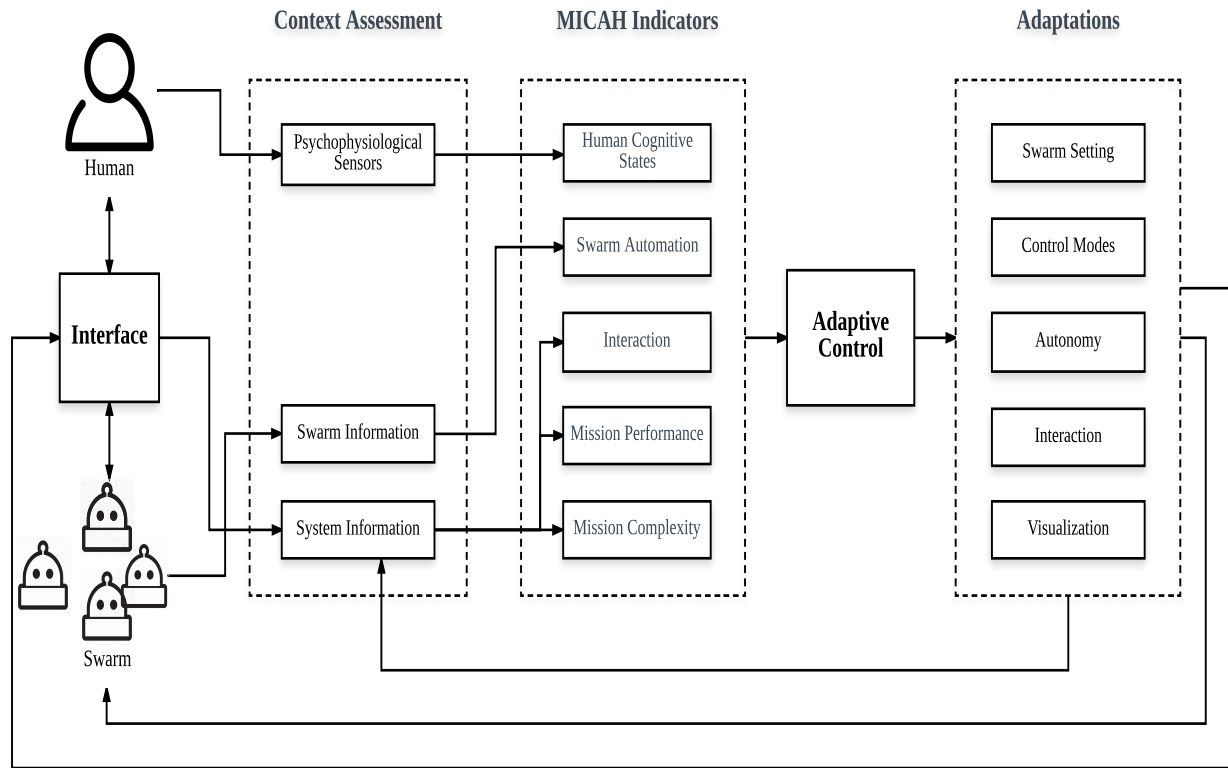 Context Assessment
MICAH Indicators
Adaptations
Human
Interface
Swarm
Psychophysiological
Sensors
Swarm Information
System Information
Human Cognitive
States
Swarm Automation
Interaction
Mission Performance
Mission Complexity
Adaptive
Control
Swarm Setting
Control Modes
Autonomy
Interaction
Visualization